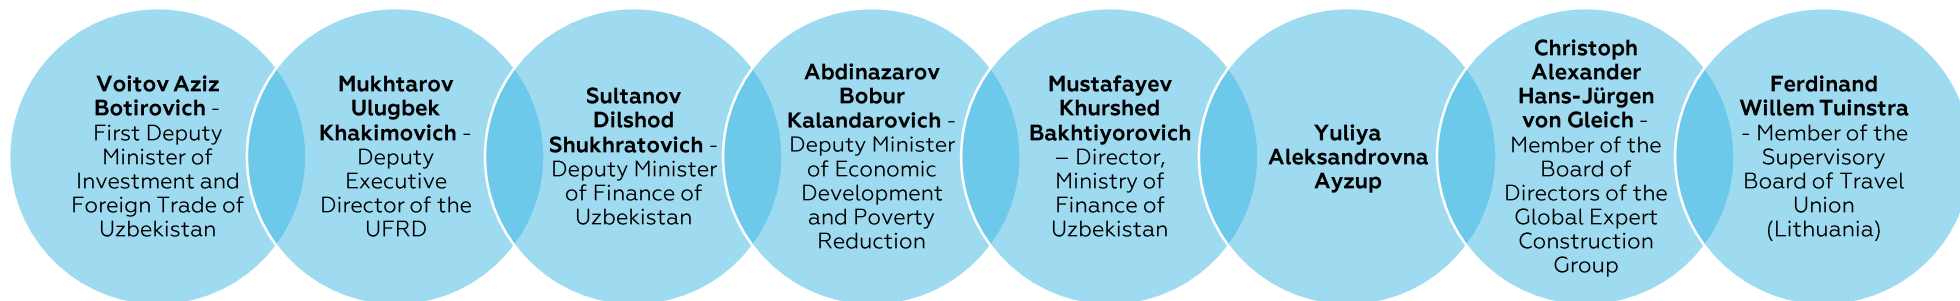 Voitov Aziz
Botirovich -
First Deputy
Minister of
Investment and
Foreign Trade of
Uzbekistan
Mukhtarov
Ulugbek
Khakimovich -
Deputy
Executive
Director of the
UFRD
Sultanov
Dilshod
Shukhratovich -
Deputy Minister
of Finance of
Uzbekistan
Abdinazarov
Bobur
Kalandarovich -
Deputy Minister
of Economic
Development
and Poverty
Reduction
Mustafayev
Khurshed
Bakhtiyorovich
– Director,
Ministry of
Finance of
Uzbekistan
Yuliya
Aleksandrovna
Ayzup
Christoph
Alexander
Hans-Jürgen
von Gleich -
Member of the
Board of
Directors of the
Global Expert
Construction
Group
Ferdinand
Willem Tuinstra
- Member of the
Supervisory
Board of Travel
Union
(Lithuania)